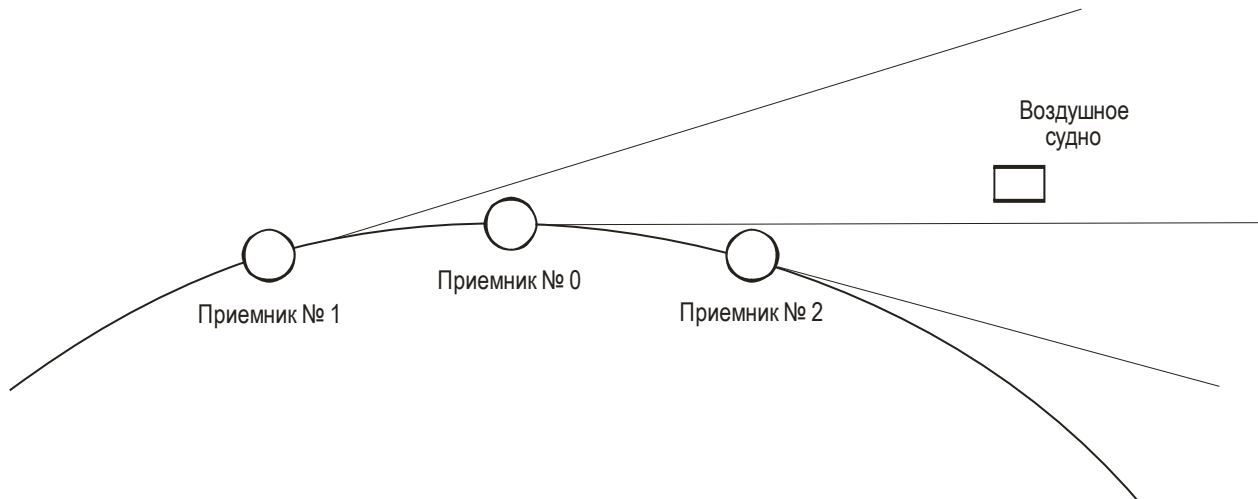 Воздушное
судно
Приемник № 0
Приемник № 1
Приемник № 2